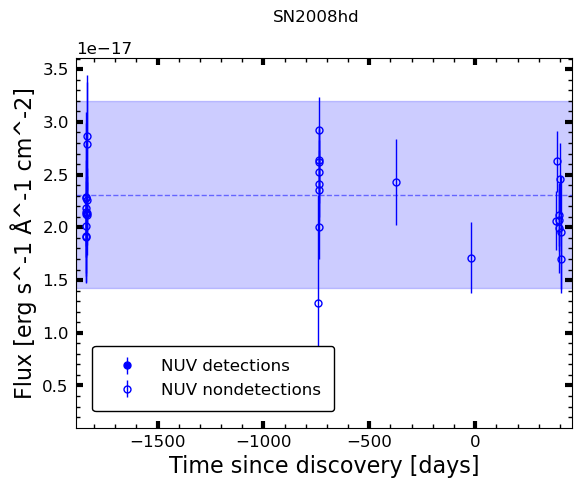 SN2008hd
1e−17
3.5
3.0
2.5
2.0
1.5
1.0
0.5
Flux [erg s^-1 Å^-1 cm^-2]
NUV detections
NUV nondetections
−1500 −1000 −500 0
Time since discovery [days]